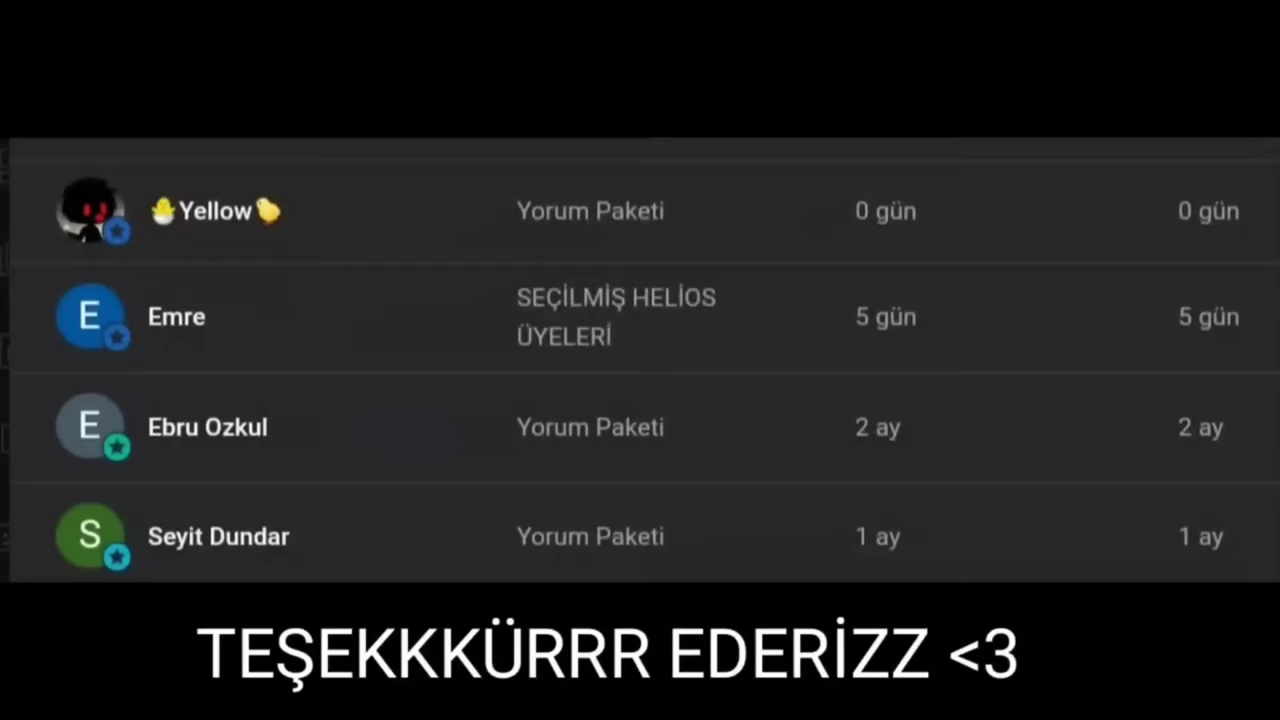 🐣Yellow🐤 Yorum Paketi 0 gün 0 gün
E Emre SEÇİLMİŞ HELİOS ÜYELERİ 5 gün 5 gün
E Ebru Ozkul Yorum Paketi 2 ay 2 ay
S Seyit Dundar Yorum Paketi 1 ay 1 ay
TEŞEKKKÜRRR EDERİZZ <3